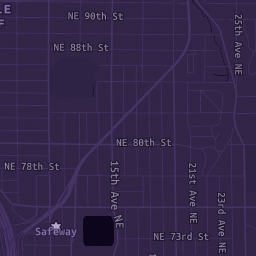 LE
F
NE 90th St
25th Ave NE
NE 88th St
NE 80th St
NE 78th St
15th Ave NE
21st Ave NE
23rd Ave NE
Safeway
NE 73rd St